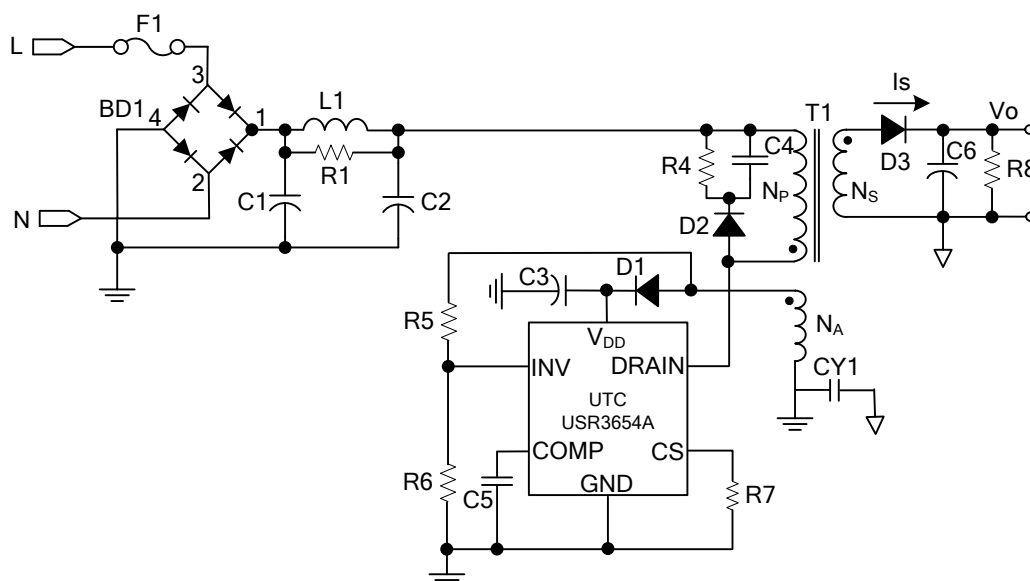 F1
L
3
BD1
4
1
L1
T1
Is
Vo
R1
2
C1
C2
R4
C4
NP
NS
D3
C6
R8
N
D2
C3
D1
R5
VDD
NA
INV
DRAIN
CY1
UTC
USR3654A
COMP
CS
R6
C5
GND
R7